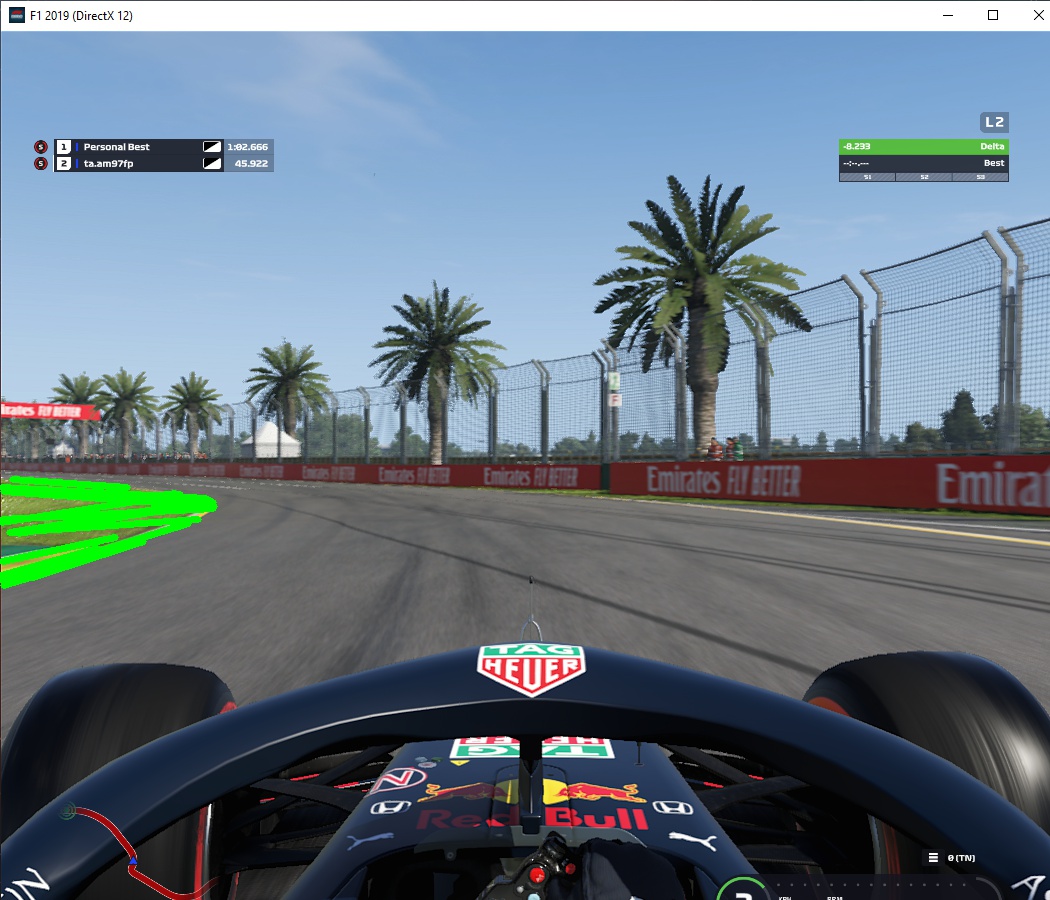 F1 2019 (DirectX 12)
L2
S 1 Personal Best 1:02.666
S 2 ta.am97fp 45.922
-8.233 Delta
--:--.--- Best
S1 S2 S3
Emirates FLY BETTER
Emirates FLY BETTER
Emirates FLY BETTER
Emirates FLY BETTER
TAG
HEUER
TAG
Red Bull
0 (TN)
KPH